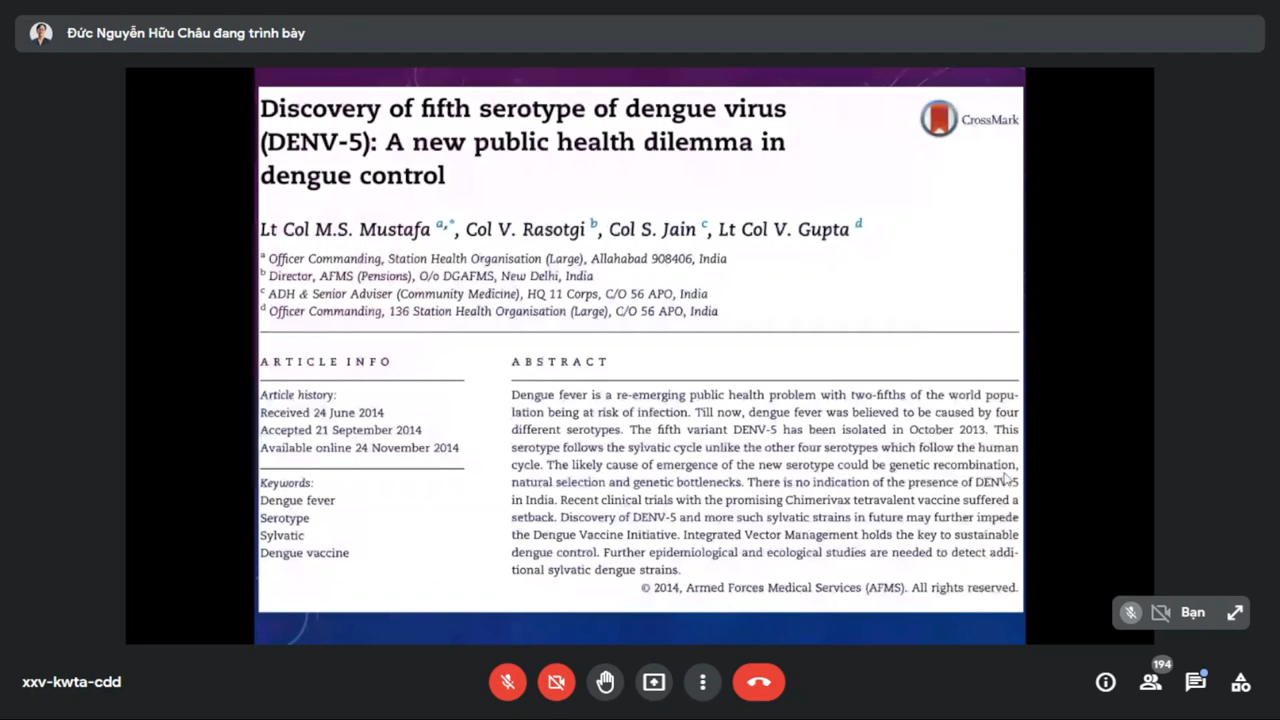 Đức Nguyễn Hữu Châu đang trình bày
Discovery of fifth serotype of dengue virus
(DENV-5): A new public health dilemma in
dengue control
CrossMark
Lt Col M.S. Mustafa a,*, Col V. Rasotgi b, Col S. Jain c, Lt Col V. Gupta d
a Officer Commanding, Station Health Organisation (Large), Allahabad 908406, India
b Director, AFMS (Pensions), O/o DGAFMS, New Delhi, India
c ADH & Senior Adviser (Community Medicine), HQ 11 Corps, C/O 56 APO, India
d Officer Commanding, 136 Station Health Organisation (Large), C/O 56 APO, India
ARTICLE INFO
Article history:
Received 24 June 2014
Accepted 21 September 2014
Available online 24 November 2014
Keywords:
Dengue fever
Serotype
Sylvatic
Dengue vaccine
ABSTRACT
Dengue fever is a re-emerging public health problem with two-fifths of the world popu-
lation being at risk of infection. Till now, dengue fever was believed to be caused by four
different serotypes. The fifth variant DENV-5 has been isolated in October 2013. This
serotype follows the sylvatic cycle unlike the other four serotypes which follow the human
cycle. The likely cause of emergence of the new serotype could be genetic recombination,
natural selection and genetic bottlenecks. There is no indication of the presence of DENV-5
in India. Recent clinical trials with the promising Chimerivax tetravalent vaccine suffered a
setback. Discovery of DENV-5 and more such sylvatic strains in future may further impede
the Dengue Vaccine Initiative. Integrated Vector Management holds the key to sustainable
dengue control. Further epidemiological and ecological studies are needed to detect addi-
tional sylvatic dengue strains.
© 2014, Armed Forces Medical Services (AFMS). All rights reserved.
Bạn
xxv-kwta-cdd
194